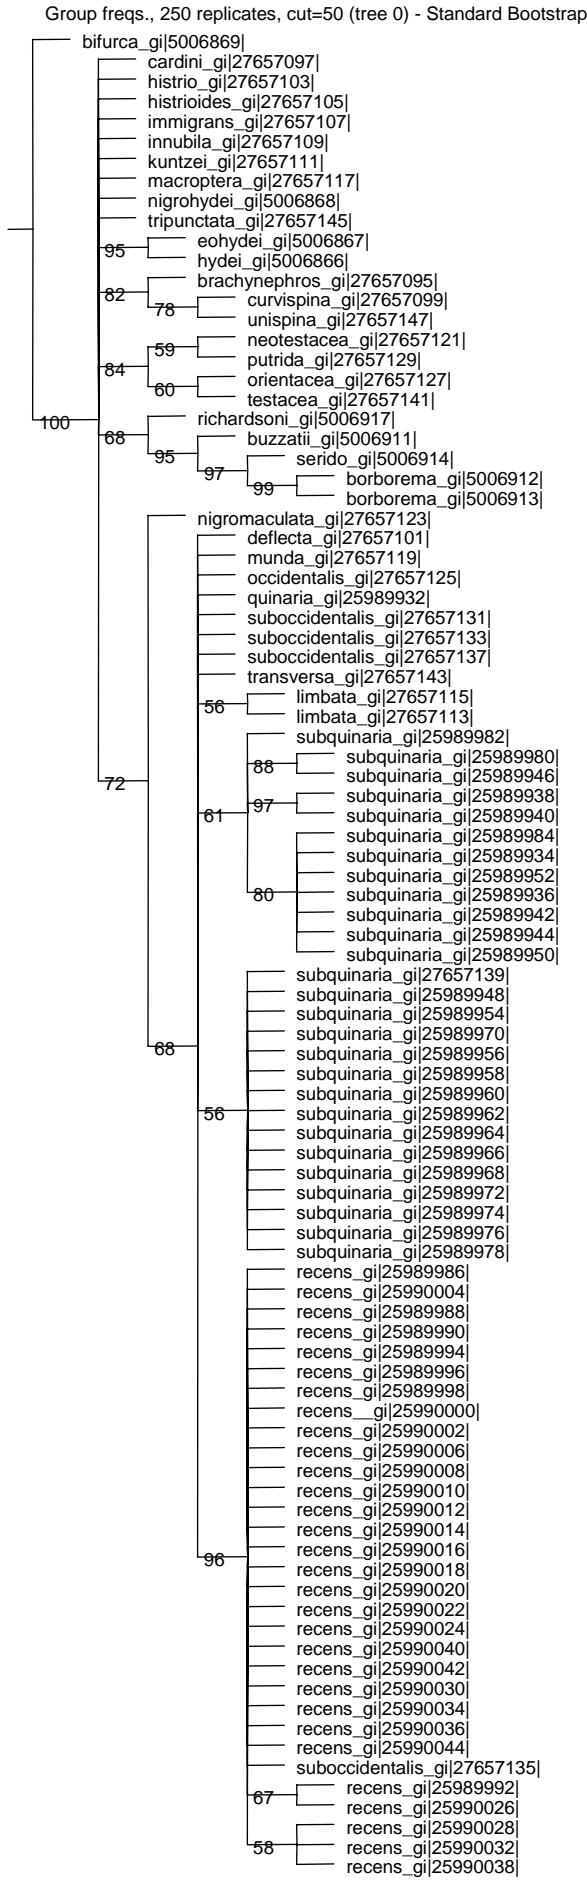 Group freqs., 250 replicates, cut=50 (tree 0) - Standard Bootstrap
bifurca_gi|5006869|
cardini_gi|27657097|
histrio_gi|27657103|
histrioides_gi|27657105|
immigrans_gi|27657107|
innubila_gi|27657109|
kuntzei_gi|27657111|
macroptera_gi|27657117|
nigrohydei_gi|5006868|
tripunctata_gi|27657145|
eohydei_gi|5006867|
95
hydei_gi|5006866|
brachynephros_gi|27657095|
82
curvispina_gi|27657099|
78
unispina_gi|27657147|
neotestacea_gi|27657121|
59
putrida_gi|27657129|
84
orientacea_gi|27657127|
60
testacea_gi|27657141|
richardsoni_gi|5006917|
100
68
buzzatii_gi|5006911|
95
serido_gi|5006914|
97
borborema_gi|5006912|
99
borborema_gi|5006913|
nigromaculata_gi|27657123|
deflecta_gi|27657101|
munda_gi|27657119|
occidentalis_gi|27657125|
quinaria_gi|25989932|
suboccidentalis_gi|27657131|
suboccidentalis_gi|27657133|
suboccidentalis_gi|27657137|
transversa_gi|27657143|
limbata_gi|27657115|
56
limbata_gi|27657113|
subquinaria_gi|25989982|
subquinaria_gi|25989980|
88
subquinaria_gi|25989946|
72
subquinaria_gi|25989938|
97
61
subquinaria_gi|25989940|
subquinaria_gi|25989984|
subquinaria_gi|25989934|
subquinaria_gi|25989952|
80
subquinaria_gi|25989936|
subquinaria_gi|25989942|
subquinaria_gi|25989944|
subquinaria_gi|25989950|
subquinaria_gi|27657139|
subquinaria_gi|25989948|
subquinaria_gi|25989954|
subquinaria_gi|25989970|
68
subquinaria_gi|25989956|
subquinaria_gi|25989958|
subquinaria_gi|25989960|
56
subquinaria_gi|25989962|
subquinaria_gi|25989964|
subquinaria_gi|25989966|
subquinaria_gi|25989968|
subquinaria_gi|25989972|
subquinaria_gi|25989974|
subquinaria_gi|25989976|
subquinaria_gi|25989978|
recens_gi|25989986|
recens_gi|25990004|
recens_gi|25989988|
recens_gi|25989990|
recens_gi|25989994|
recens_gi|25989996|
recens_gi|25989998|
recens__gi|25990000|
recens_gi|25990002|
recens_gi|25990006|
recens_gi|25990008|
recens_gi|25990010|
recens_gi|25990012|
recens_gi|25990014|
recens_gi|25990016|
96
recens_gi|25990018|
recens_gi|25990020|
recens_gi|25990022|
recens_gi|25990024|
recens_gi|25990040|
recens_gi|25990042|
recens_gi|25990030|
recens_gi|25990034|
recens_gi|25990036|
recens_gi|25990044|
suboccidentalis_gi|27657135|
recens_gi|25989992|
67
recens_gi|25990026|
recens_gi|25990028|
58
recens_gi|25990032|
recens_gi|25990038|